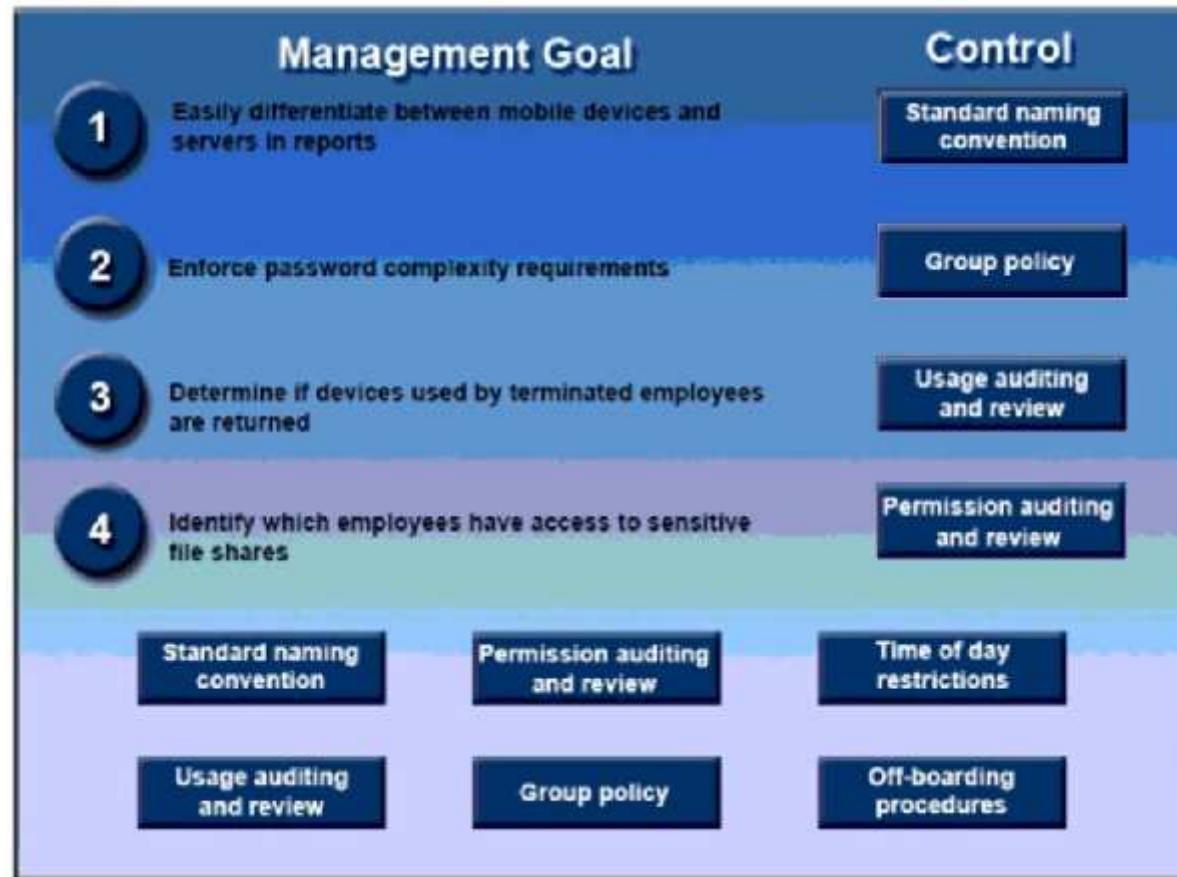 Management Goal
Control
1
Easily differentiate between mobile devices and
servers in reports
Standard naming
convention
2
Enforce password complexity requirements
Group policy
3
Determine if devices used by terminated employees
are returned
Usage auditing
and review
4
Identify which employees have access to sensitive
file shares
Permission auditing
and review
Standard naming
convention
Permission auditing
and review
Time of day
restrictions
Usage auditing
and review
Group policy
Off-boarding
procedures